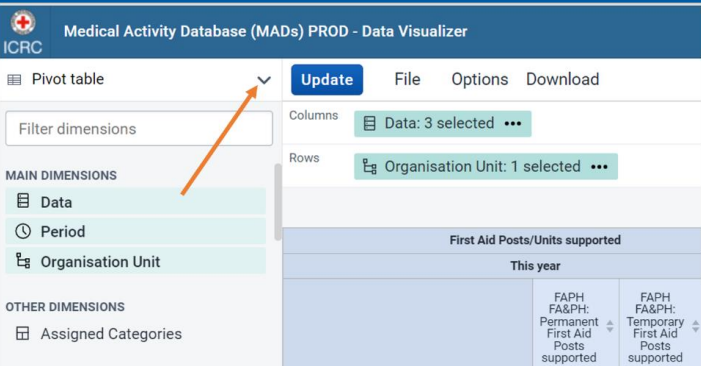 ICRC
Medical Activity Database (MADs) PROD - Data Visualizer
Pivot table
Update
File
Options
Download
Filter dimensions
Columns
Data: 3 selected •••
Rows
Organisation Unit: 1 selected •••
MAIN DIMENSIONS
Data
Period
Organisation Unit
OTHER DIMENSIONS
Assigned Categories
First Aid Posts/Units supported
This year
FAPH
FA&PH:
Permanent
First Aid
Posts
supported
FAPH
FA&PH:
Temporary
First Aid
Posts
supported